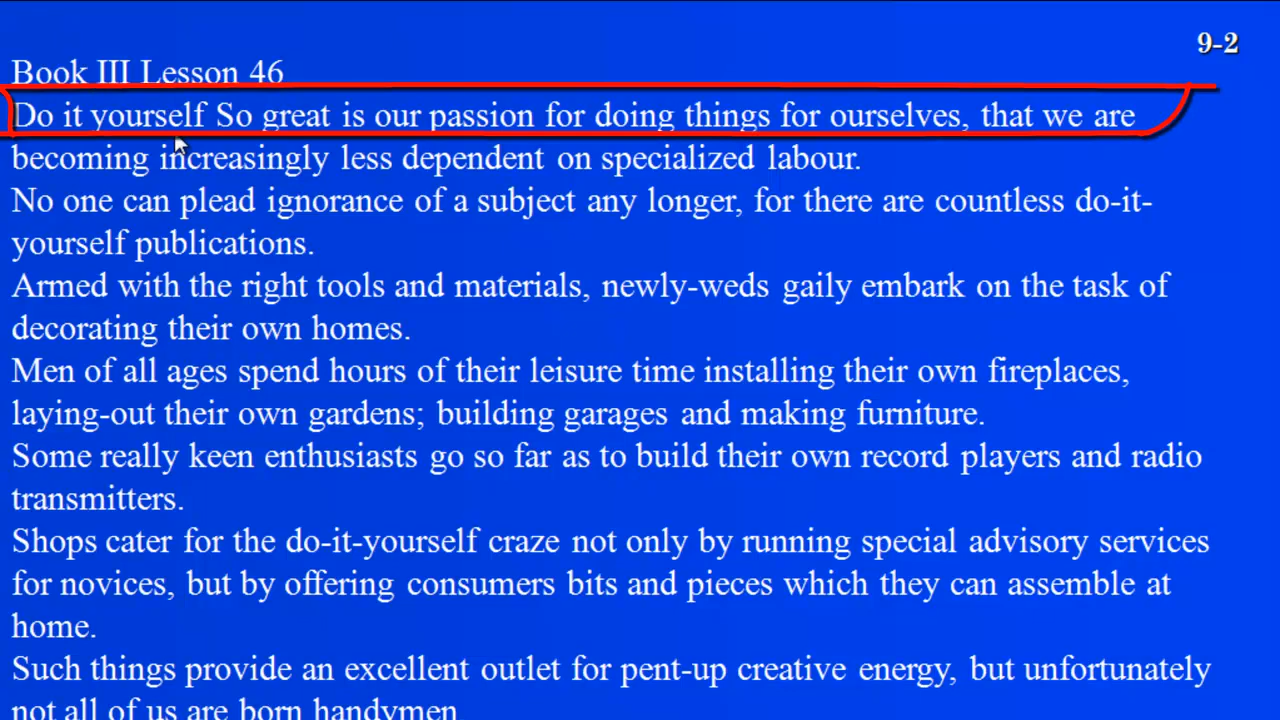 9-2
Book III Lesson 46
Do it yourself So great is our passion for doing things for ourselves, that we are
becoming increasingly less dependent on specialized labour.
No one can plead ignorance of a subject any longer, for there are countless do-it-
yourself publications.
Armed with the right tools and materials, newly-weds gaily embark on the task of
decorating their own homes.
Men of all ages spend hours of their leisure time installing their own fireplaces,
laying-out their own gardens; building garages and making furniture.
Some really keen enthusiasts go so far as to build their own record players and radio
transmitters.
Shops cater for the do-it-yourself craze not only by running special advisory services
for novices, but by offering consumers bits and pieces which they can assemble at
home.
Such things provide an excellent outlet for pent-up creative energy, but unfortunately
not all of us are born handymen